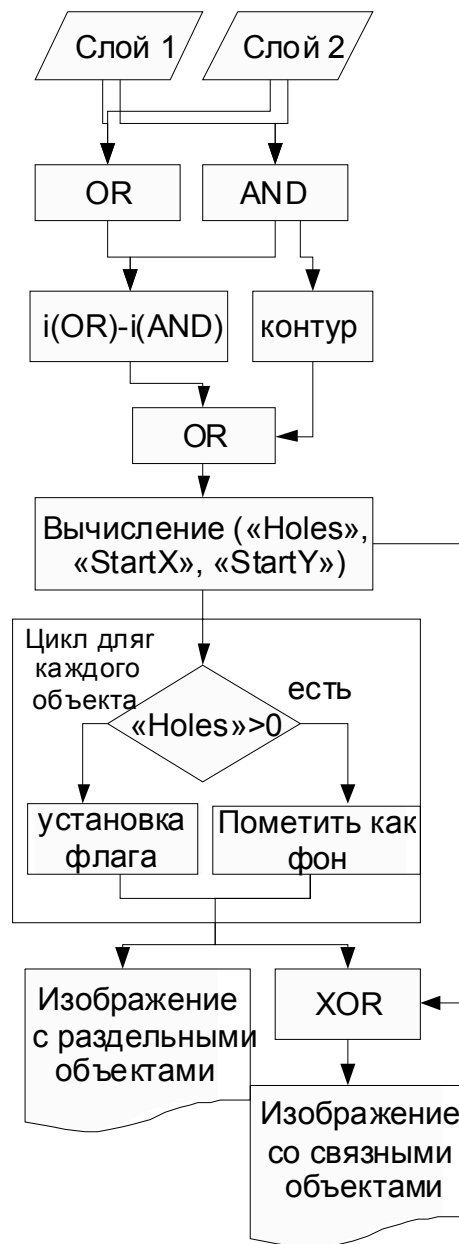 Слой 1
Слой 2
OR
AND
i(OR)-i(AND)
контур
OR
Вычисление («Holes»,
«StartX», «StartY»)
Цикл дляr
каждого
объекта
есть
«Holes»>0
установка
флага
Пометить как
фон
Изображение
с раздельными
объектами
XOR
Изображение
со связными
объектами